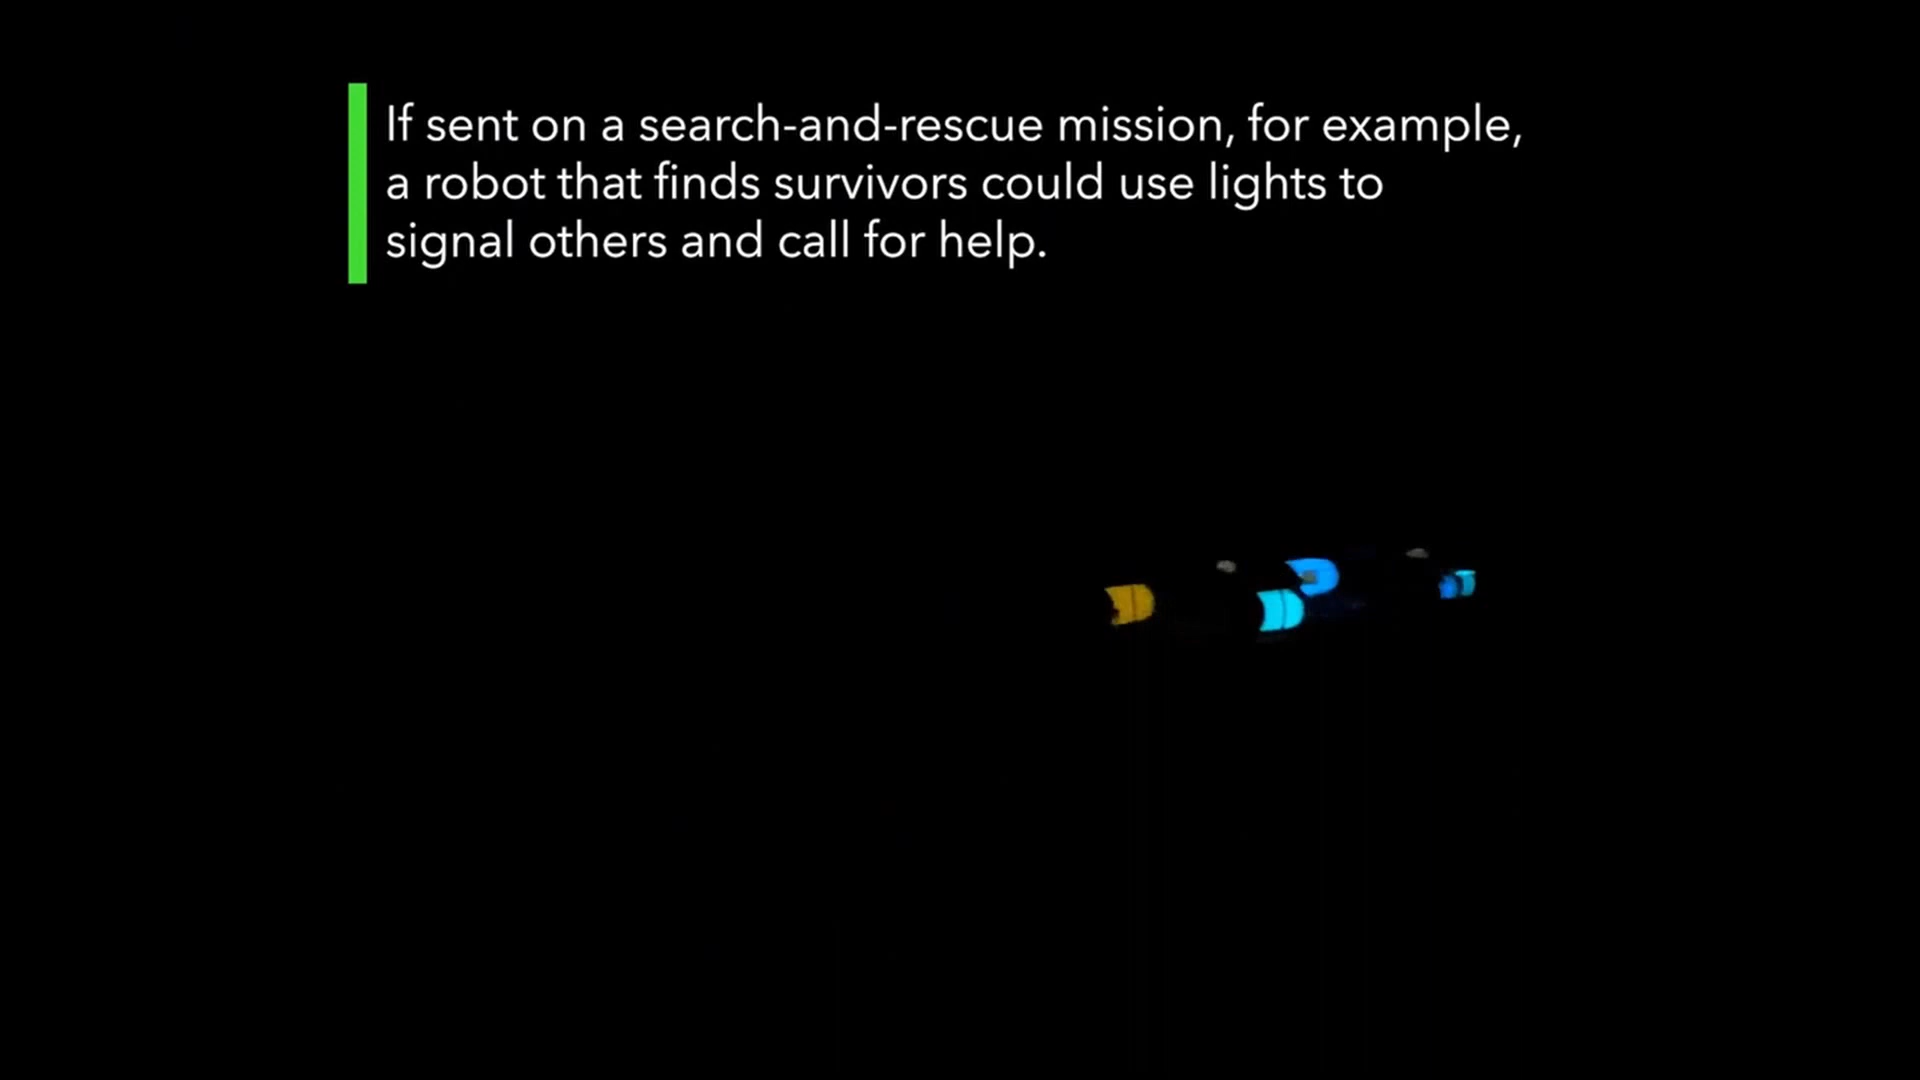 If sent on a search-and-rescue mission, for example,
a robot that finds survivors could use lights to
signal others and call for help.